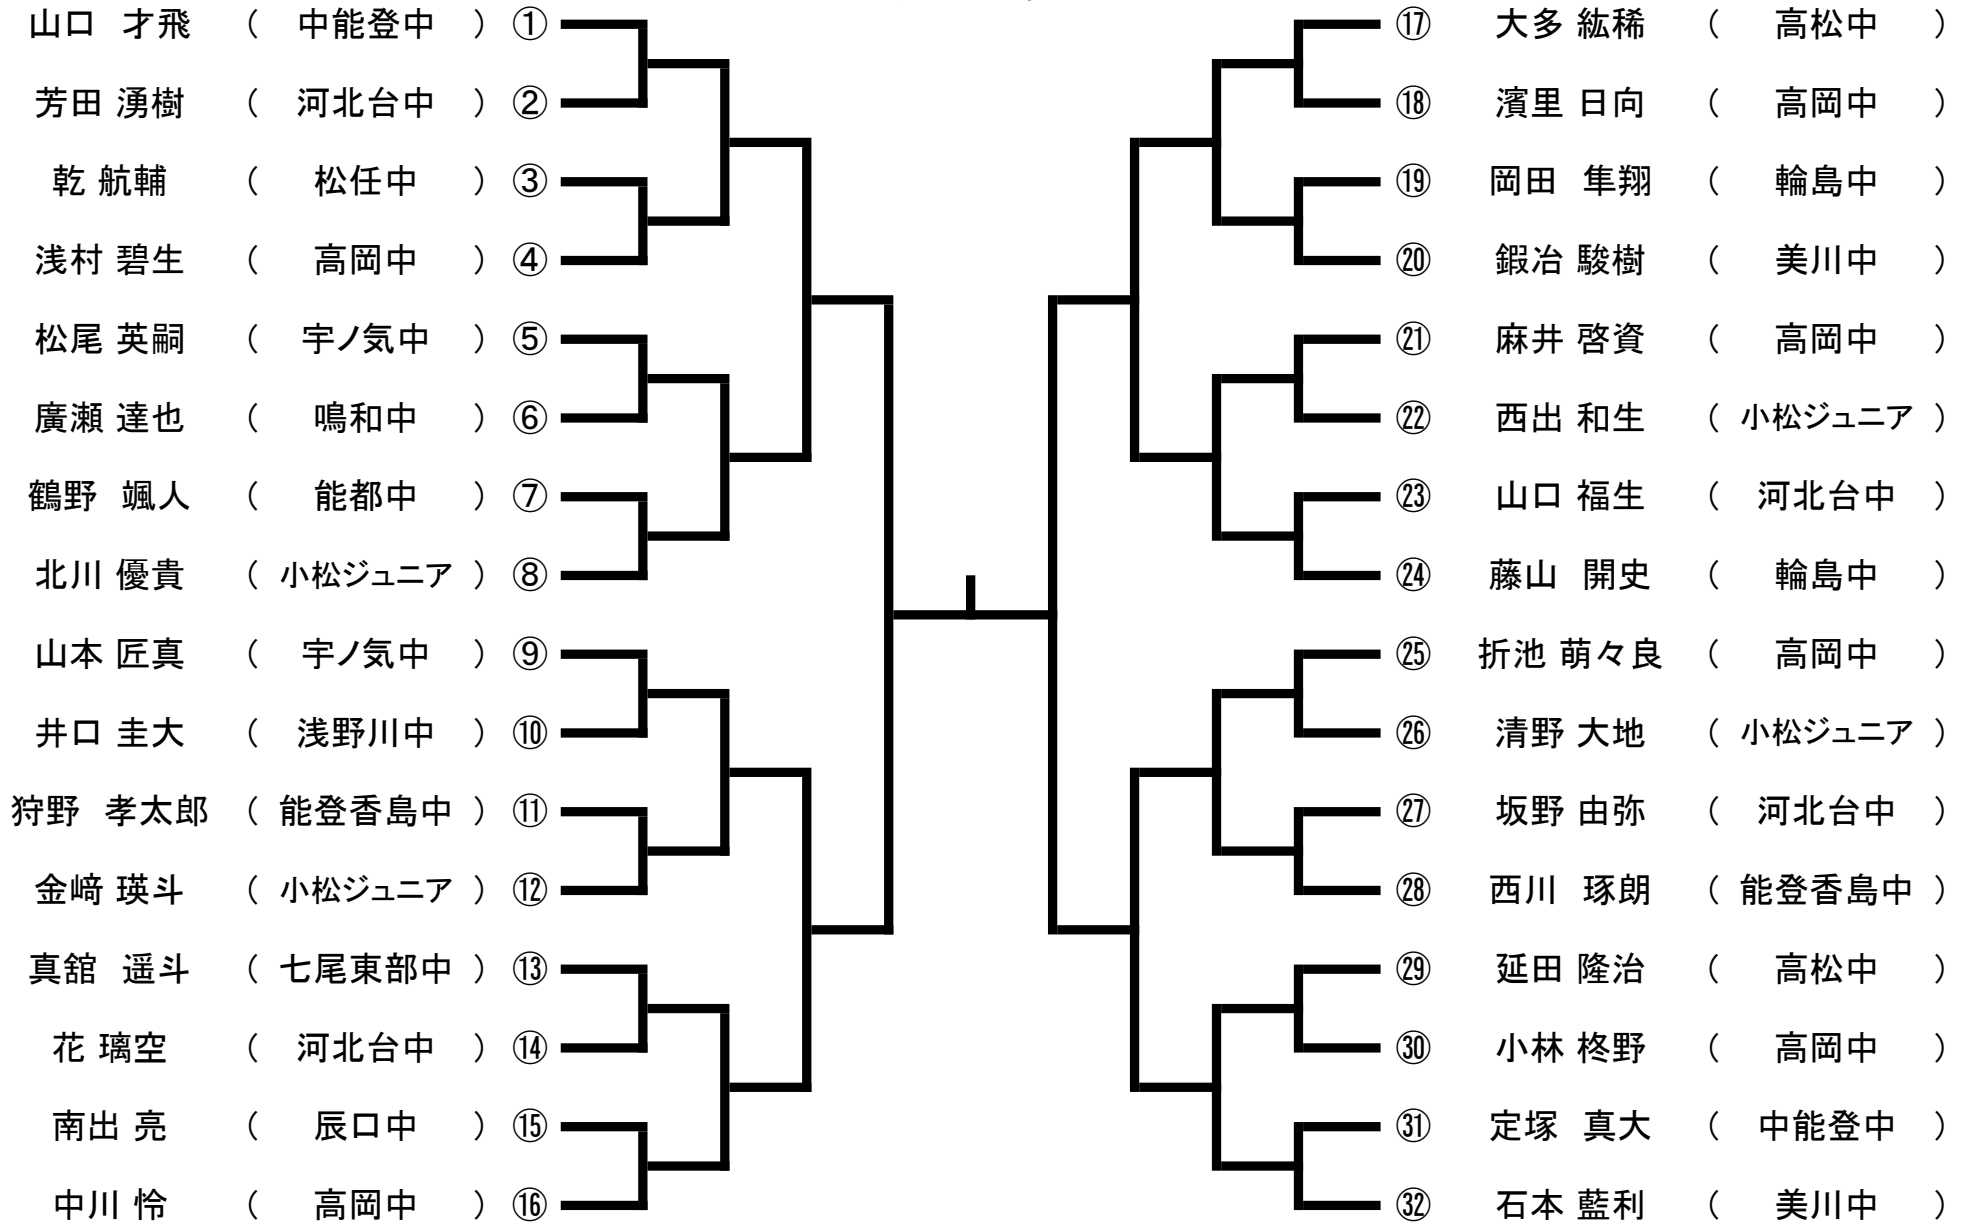 山口 才飛 ( 中能登中 ) ①
芳田 湧樹 ( 河北台中 ) ②
乾 航輔 ( 松任中 ) ③
浅村 碧生 ( 高岡中 ) ④
松尾 英嗣 ( 宇ノ気中 ) ⑤
廣瀬 達也 ( 鳴和中 ) ⑥
鶴野 颯人 ( 能都中 ) ⑦
北川 優貴 ( 小松ジュニア ) ⑧
山本 匠真 ( 宇ノ気中 ) ⑨
井口 圭大 ( 浅野川中 ) ⑩
狩野 孝太郎 ( 能登香島中 ) ⑪
金﨑 瑛斗 ( 小松ジュニア ) ⑫
真舘 遥斗 ( 七尾東部中 ) ⑬
花 璃空 ( 河北台中 ) ⑭
南出 亮 ( 辰口中 ) ⑮
中川 怜 ( 高岡中 ) ⑯
⑰ 大多 紘稀 ( 高松中 )
⑱ 濱里 日向 ( 高岡中 )
⑲ 岡田 隼翔 ( 輪島中 )
⑳ 鍜冶 駿樹 ( 美川中 )
㉑ 麻井 啓資 ( 高岡中 )
㉒ 西出 和生 ( 小松ジュニア )
㉓ 山口 福生 ( 河北台中 )
㉔ 藤山 開史 ( 輪島中 )
㉕ 折池 萌々良 ( 高岡中 )
㉖ 清野 大地 ( 小松ジュニア )
㉗ 坂野 由弥 ( 河北台中 )
㉘ 西川 琢朗 ( 能登香島中 )
㉙ 延田 隆治 ( 高松中 )
㉚ 小林 柊野 ( 高岡中 )
㉛ 定塚 真大 ( 中能登中 )
㉜ 石本 藍利 ( 美川中 )